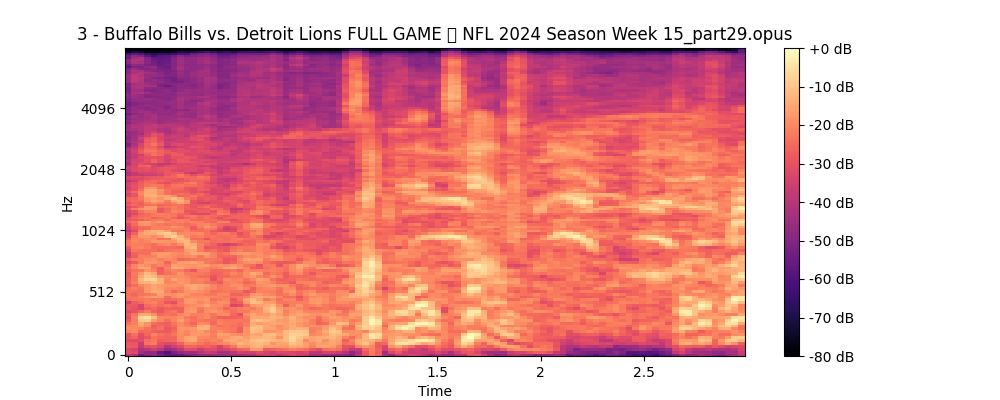 3 - Buffalo Bills vs. Detroit Lions FULL GAME ▯ NFL 2024 Season Week 15_part29.opus
+0 dB
-10 dB
-20 dB
-30 dB
-40 dB
-50 dB
-60 dB
-70 dB
-80 dB
4096
2048
1024
512
0
Hz
0
0.5
1
1.5
2
2.5
Time